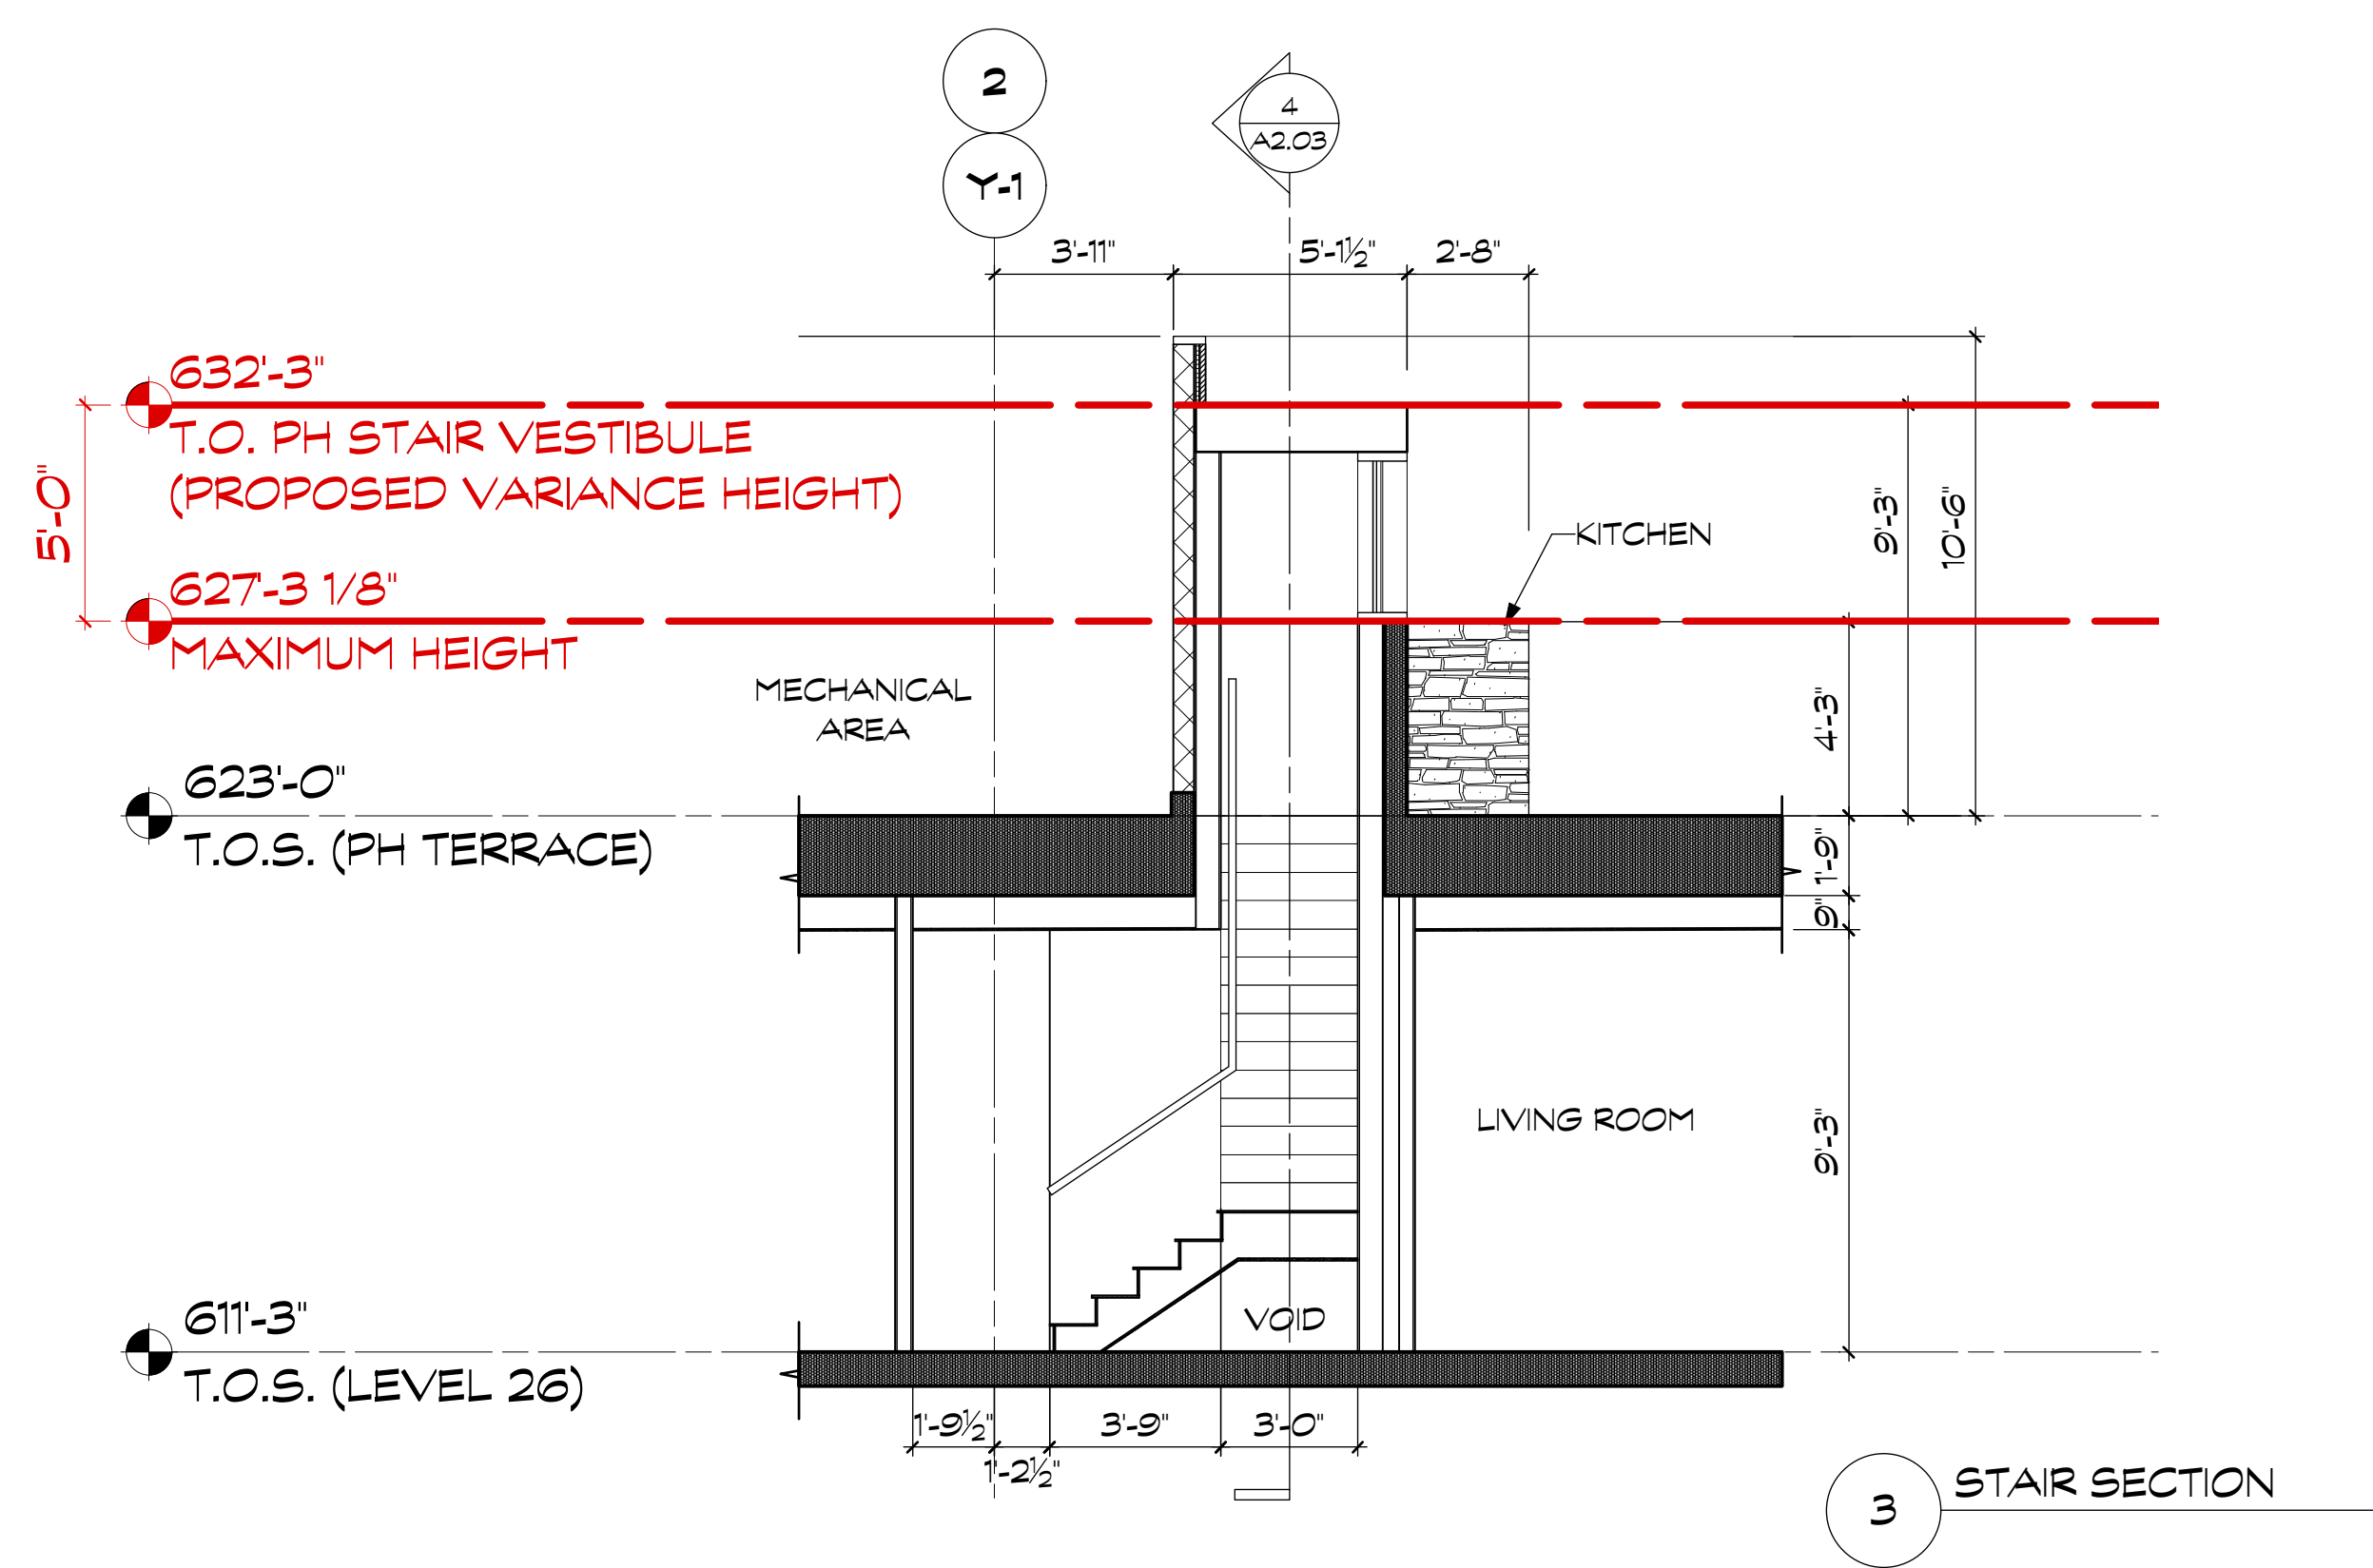 2
Y-1
4
A2.03
3'-11"
5'-1½"
2'-8"
632'-3"
T.O. PH STAIR VESTIBULE
(PROPOSED VARIANCE HEIGHT)
5'-0"
627'-3 1/8"
MAXIMUM HEIGHT
KITCHEN
9'-3"
10'-6"
MECHANICAL
AREA
4'-3"
623'-0"
T.O.S. (PH TERRACE)
1'-9"
9"
LIVING ROOM
9'-3"
VOID
611'-3"
T.O.S. (LEVEL 26)
1'-9½"
3'-9"
3'-0"
1'-2½"
3
STAIR SECTION